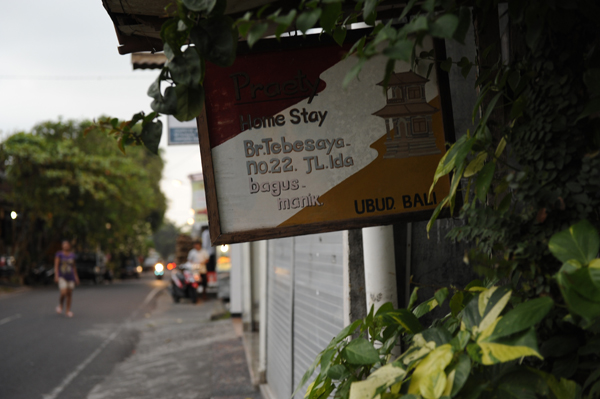 Home Stay
Br.Tebesaya.
no.22. JL.Ida
bagus.
manik.
UBUD. BALI